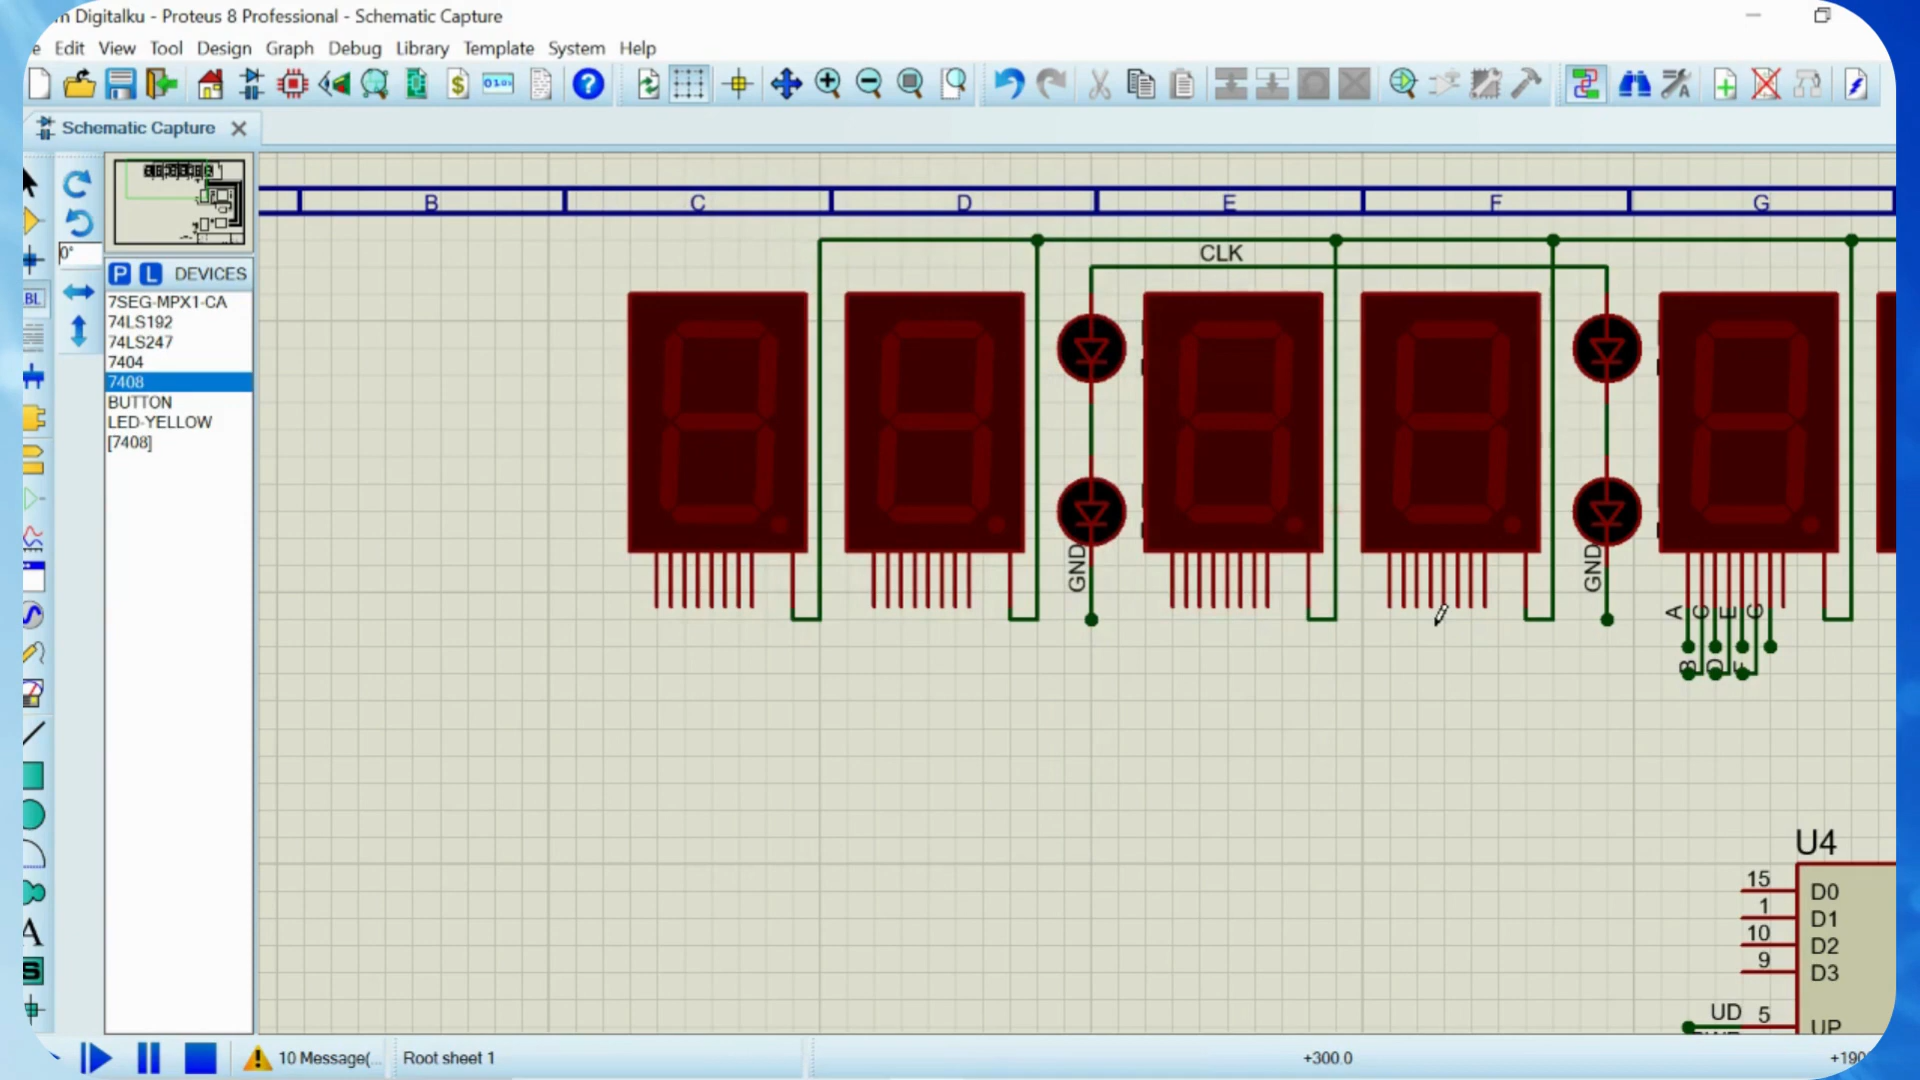 m Digitalku - Proteus 8 Professional - Schematic Capture
e Edit View Tool Design Graph Debug Library Template System Help
$ 0101 ? A
Schematic Capture
0°
P L DEVICES
7SEG-MPX1-CA
74LS192
74LS247
7404
7408
BUTTON
LED-YELLOW
[7408]
BL
A
S
B C D E F G
CLK
GND
GND
A C E G
B D F
U4
15 D0
1 D1
10 D2
9 D3
UD 5 UP
10 Message(...
Root sheet 1
+300.0
+190